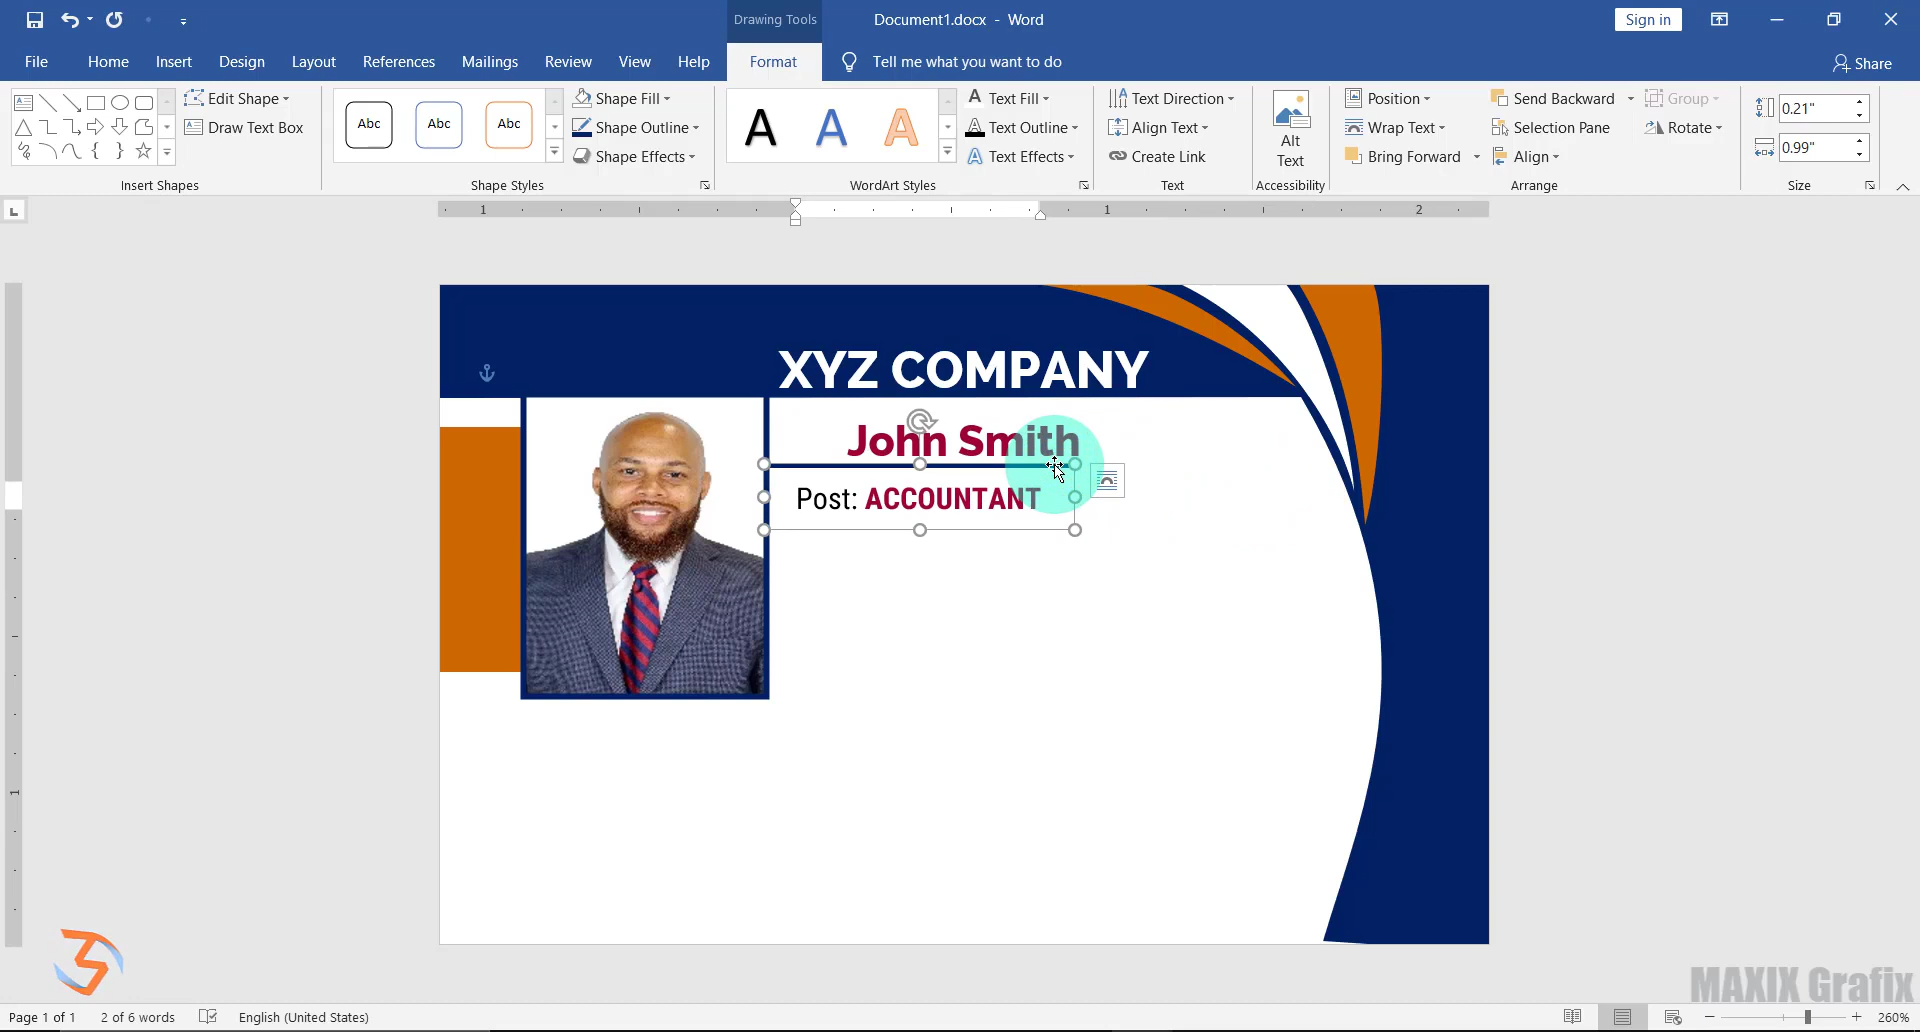 Drawing Tools
Document1.docx - Word
Sign in
File Home Insert Design Layout References Mailings Review View Help Format Tell me what you want to do Share
Edit Shape
Draw Text Box
Insert Shapes
Abc Abc Abc
Shape Fill
Shape Outline
Shape Effects
Shape Styles
A A A
Text Fill
Text Outline
Text Effects
WordArt Styles
Text Direction
Align Text
Create Link
Text
Alt
Text
Accessibility
Position
Wrap Text
Bring Forward
Send Backward
Selection Pane
Align
Group
Rotate
Arrange
0.21"
0.99"
Size
1 1 2
XYZ COMPANY
John Smith
Post: ACCOUNTANT
1
MAXIX Grafix
Page 1 of 1 2 of 6 words English (United States) 260%